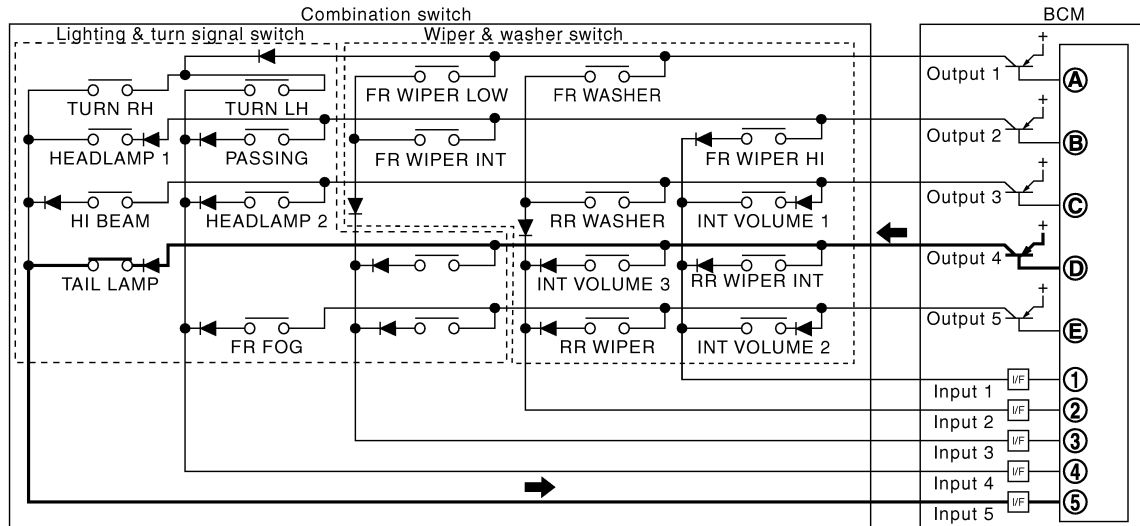 Combination switch
BCM
Lighting & turn signal switch
Wiper & washer switch
+
Output 1
A
TURN RH
TURN LH
FR WIPER LOW
FR WASHER
+
Output 2
B
HEADLAMP 1
PASSING
FR WIPER INT
FR WIPER HI
+
Output 3
C
HI BEAM
HEADLAMP 2
RR WASHER
INT VOLUME 1
+
Output 4
D
TAIL LAMP
INT VOLUME 3
RR WIPER INT
+
Output 5
E
FR FOG
RR WIPER
INT VOLUME 2
Input 1
I/F
1
Input 2
I/F
2
Input 3
I/F
3
Input 4
I/F
4
Input 5
I/F
5